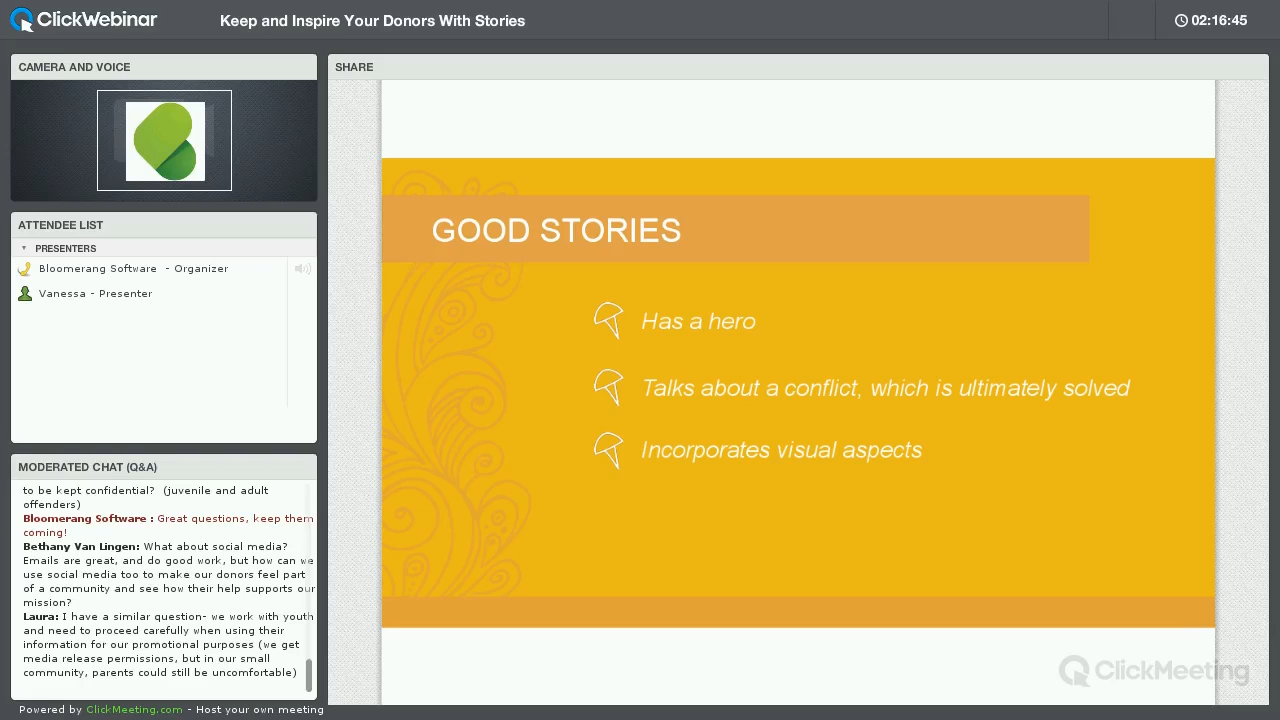 ClickWebinar
Keep and Inspire Your Donors With Stories
02:16:45
CAMERA AND VOICE
ATTENDEE LIST
PRESENTERS
Bloomerang Software - Organizer
Vanessa - Presenter
MODERATED CHAT (Q&A)
to be kept confidential? (juvenile and adult
offenders)
Bloomerang Software : Great questions, keep them
coming!
Bethany Van Lingen: What about social media?
Emails are great, and do good work, but how can we
use social media too to make our donors feel part
of a community and see how their help supports our
mission?
Laura: I have a similar question- we work with youth
and need to proceed carefully when using their
information for our promotional purposes (we get
media release permissions, but in our small
community, parents could still be uncomfortable)
Powered by ClickMeeting.com - Host your own meeting
SHARE
GOOD STORIES
Has a hero
Talks about a conflict, which is ultimately solved
Incorporates visual aspects
ClickMeeting